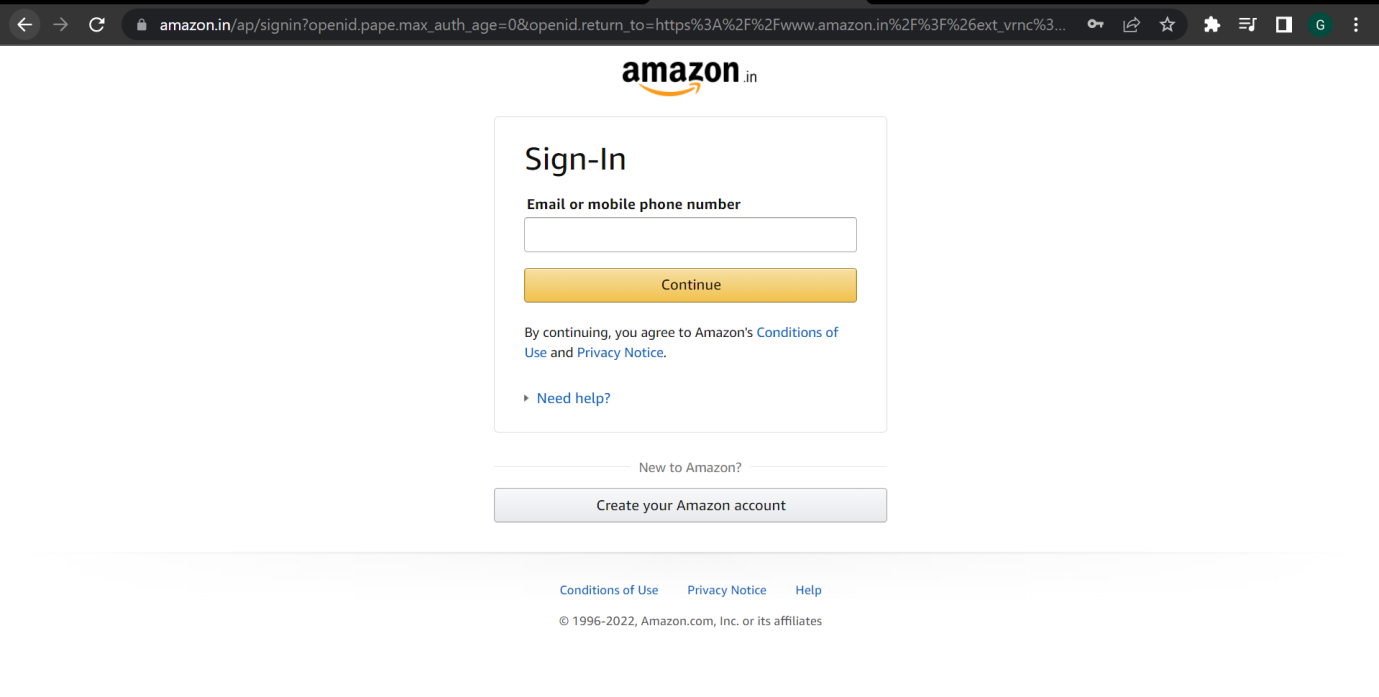 amazon.in/ap/signin?openid.pape.max_auth_age=0&openid.return_to=https%3A%2F%2Fwww.amazon.in%2F%3F%26ext_vrnc%3... G
amazon.in
Sign-In
Email or mobile phone number
Continue
By continuing, you agree to Amazon's Conditions of
Use and Privacy Notice.
Need help?
New to Amazon?
Create your Amazon account
Conditions of Use Privacy Notice Help
© 1996-2022, Amazon.com, Inc. or its affiliates